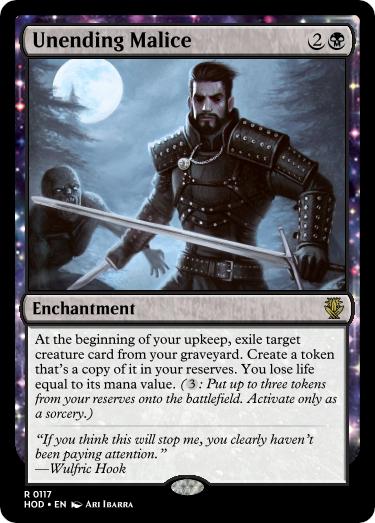 Unending Malice 2
Enchantment
At the beginning of your upkeep, exile target
creature card from your graveyard. Create a token
that's a copy of it in your reserves. You lose life
equal to its mana value. (3: Put up to three tokens
from your reserves onto the battlefield. Activate only as
a sorcery.)
"If you think this will stop me, you clearly haven't
been paying attention."
—Wulfric Hook
R 0117
HOD • EN Ari Ibarra